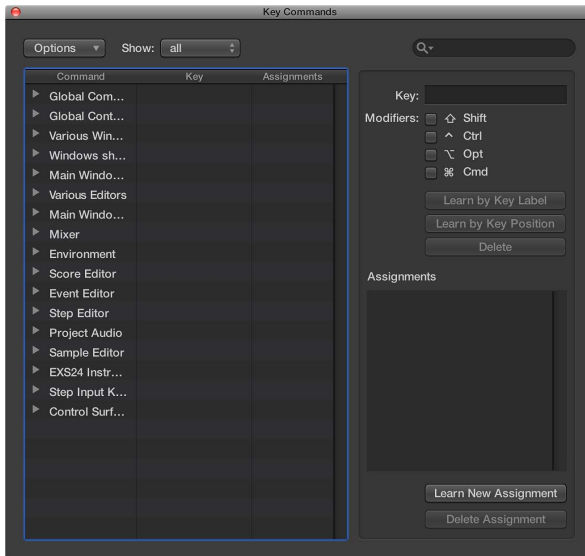 Key Commands
Options Show: all
Command Key Assignments
Global Com...
Global Cont...
Various Win...
Windows sh...
Main Windo...
Various Editors
Main Windo...
Mixer
Environment
Score Editor
Event Editor
Step Editor
Project Audio
Sample Editor
EXS24 Instr...
Step Input K...
Control Surf...
Key:
Modifiers: ⇧ Shift
^ Ctrl
⌥ Opt
⌘ Cmd
Learn by Key Label
Learn by Key Position
Delete
Assignments
Learn New Assignment
Delete Assignment